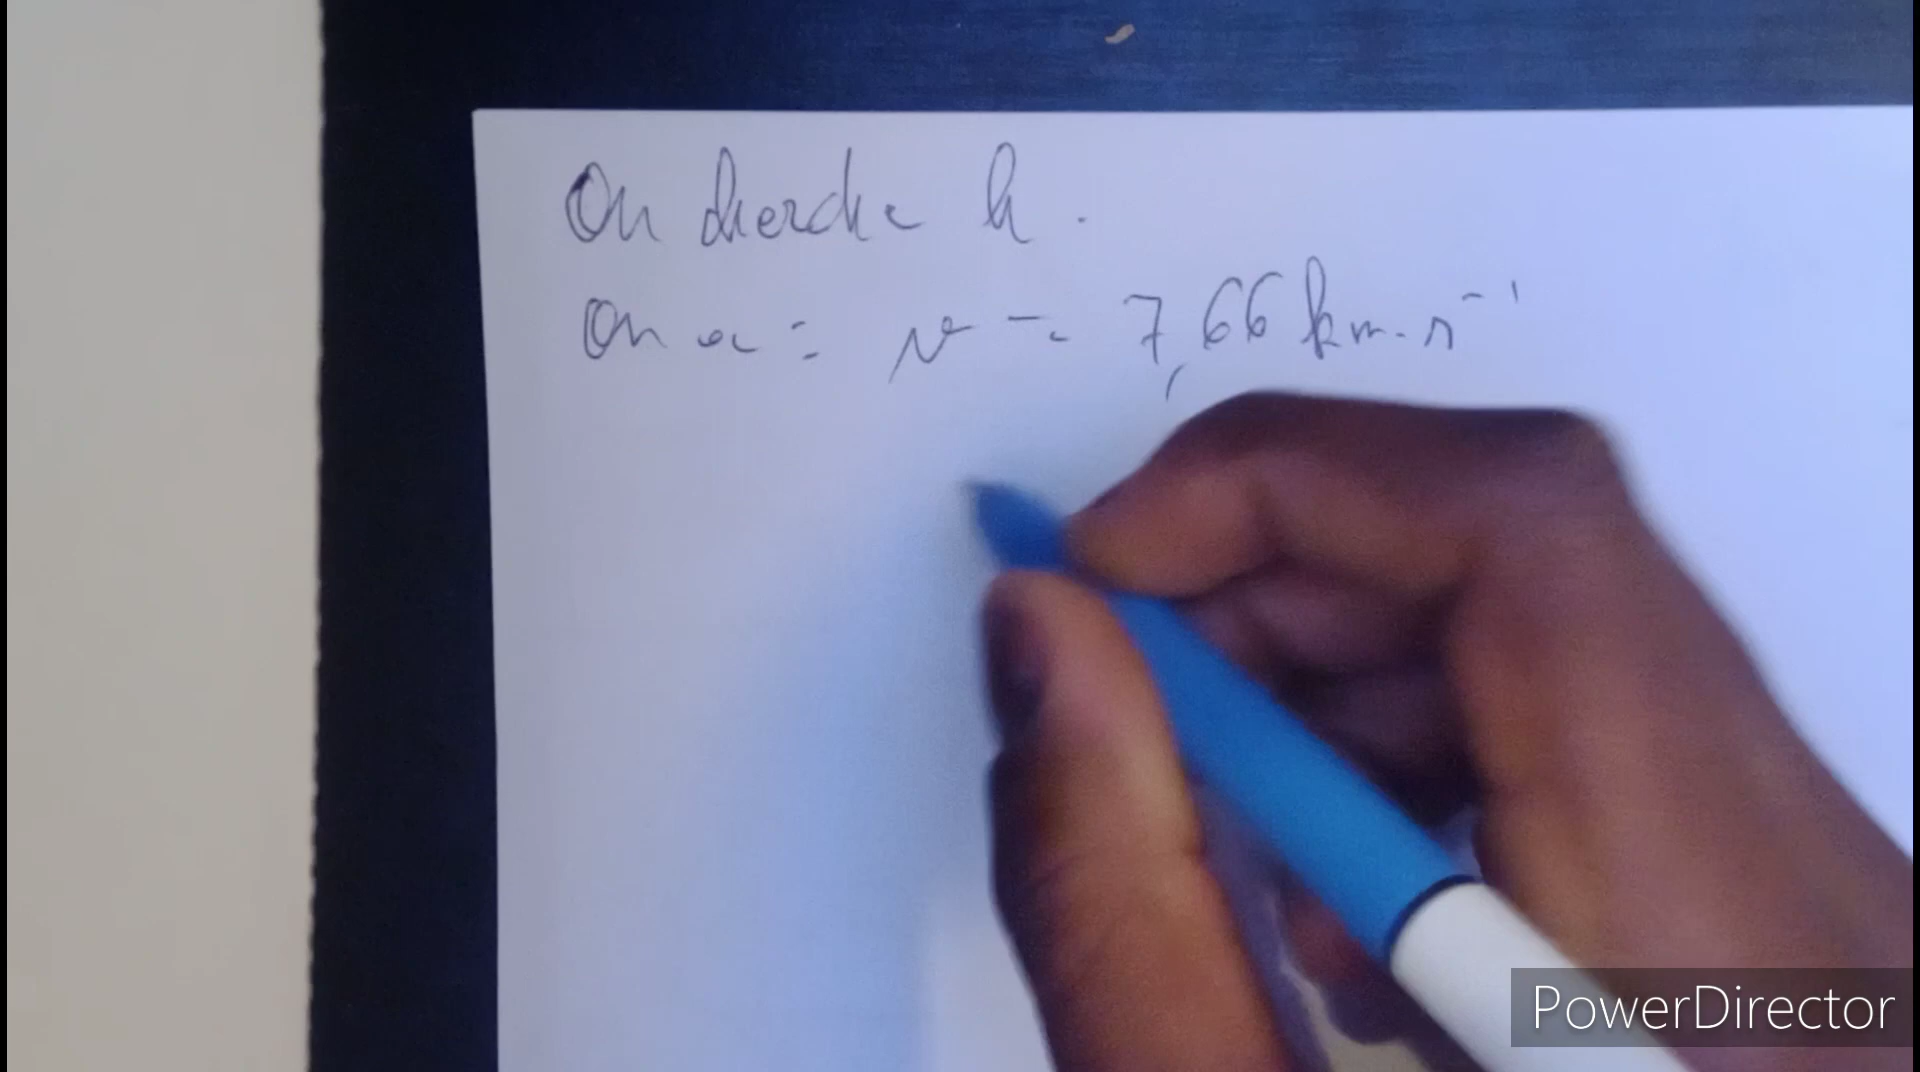 On cherche h.
On a : v = 7,66 km.s⁻¹
PowerDirector